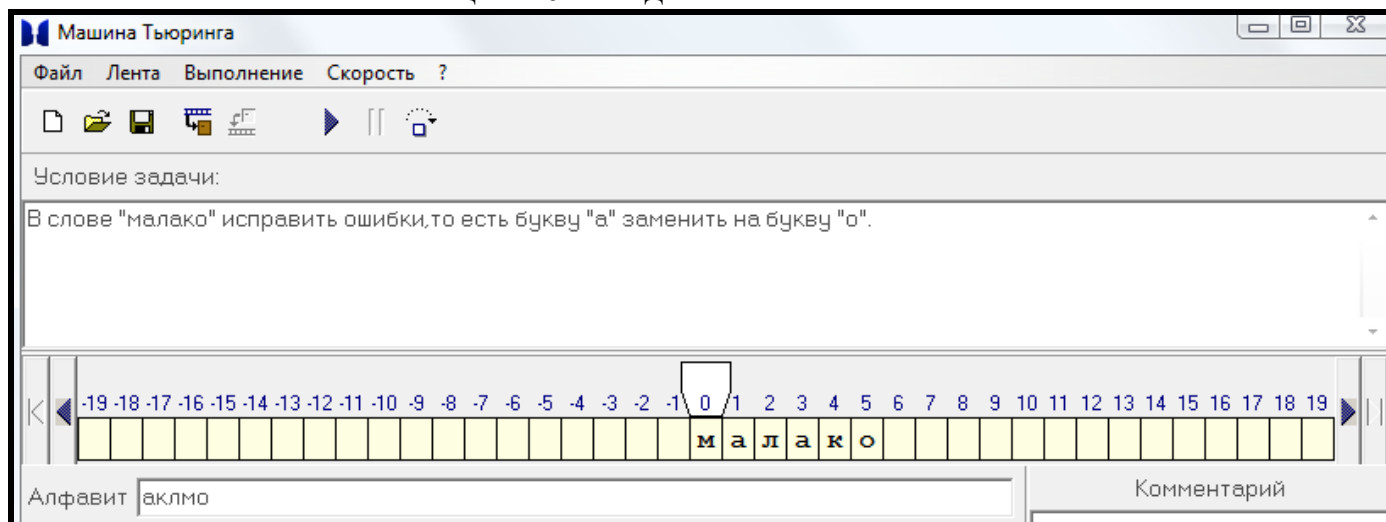 Машина Тьюринга
Файл Лента Выполнение Скорость ?
Условие задачи:
В слове "малако" исправить ошибки,то есть букву "а" заменить на букву "о".
-19 -18 -17 -16 -15 -14 -13 -12 -11 -10 -9 -8 -7 -6 -5 -4 -3 -2 -1 0 1 2 3 4 5 6 7 8 9 10 11 12 13 14 15 16 17 18 19
м а л а к о
Алфавит аклмо
Комментарий